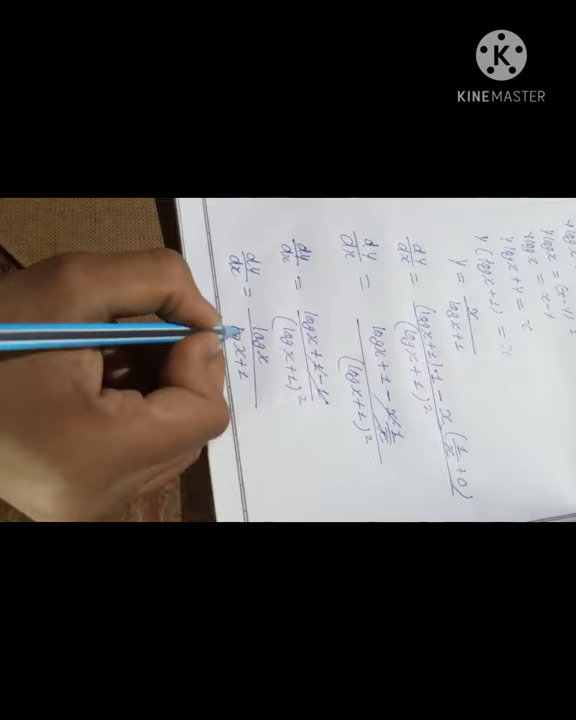 KINEMASTER
y log x = (x-y) 1
y log x = x-y
y log x + y = x
y (log x + 1) = x
y = x / log x + 1
dy/dx = (log x + 1) · 1 - x (1/x + 0) / (log x + 1)²
dy/dx = log x + 1 - x · 1/x / (log x + 1)²
dy/dx = log x + 1 - 1 / (log x + 1)²
dy/dx = log x / log x + 1